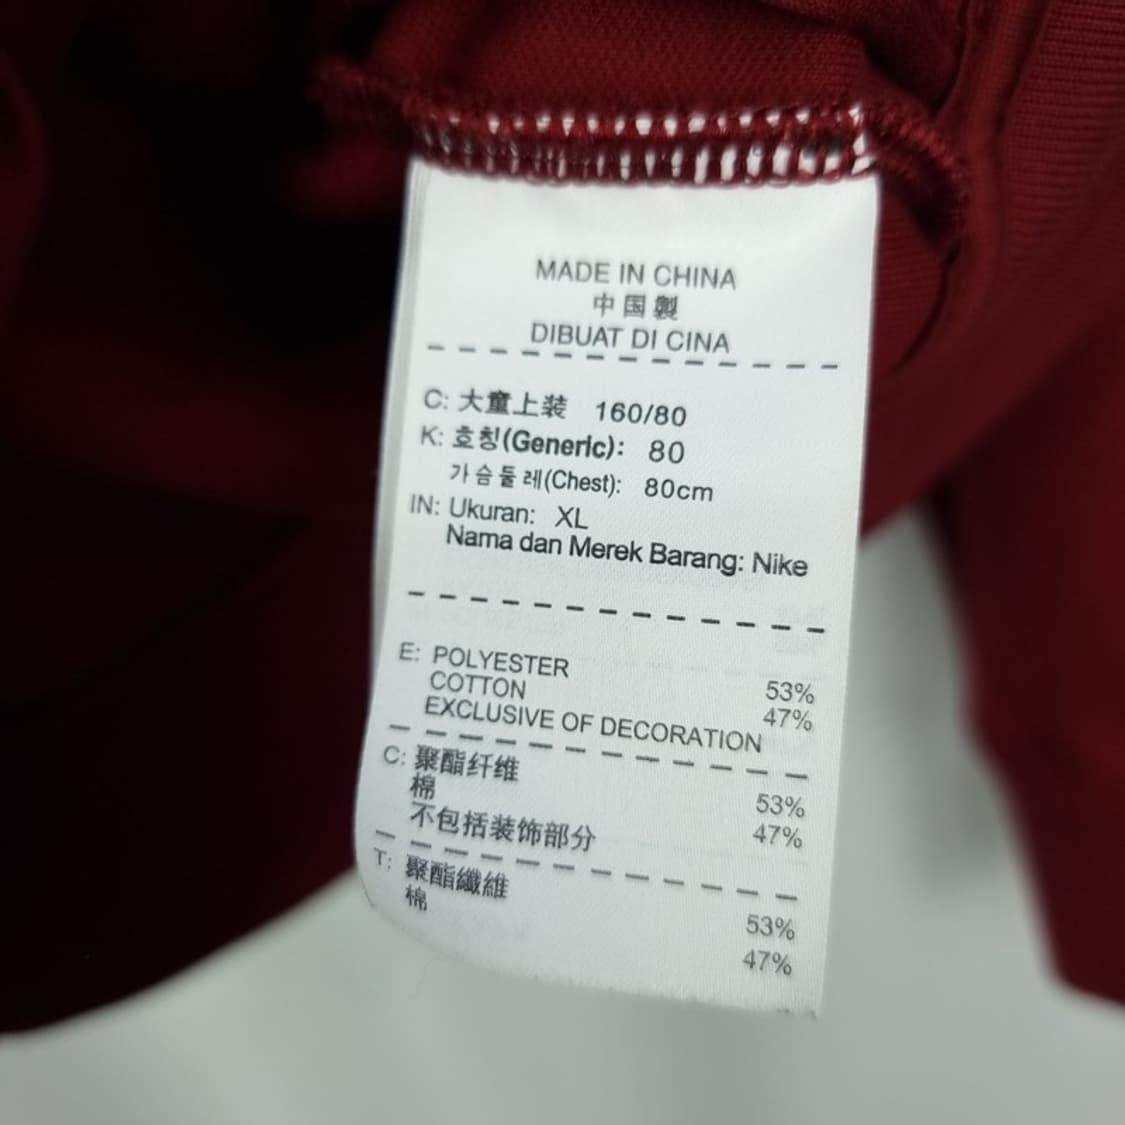 MADE IN CHINA
中国製
DIBUAT DI CINA
C: 大童上装 160/80
K: 호칭(Generic): 80
가슴둘레(Chest): 80cm
IN: Ukuran: XL
Nama dan Merek Barang: Nike
E: POLYESTER 53%
COTTON 47%
EXCLUSIVE OF DECORATION
C: 聚酯纤维 53%
棉 47%
不包括装饰部分
T: 聚酯纖維 53%
棉 47%